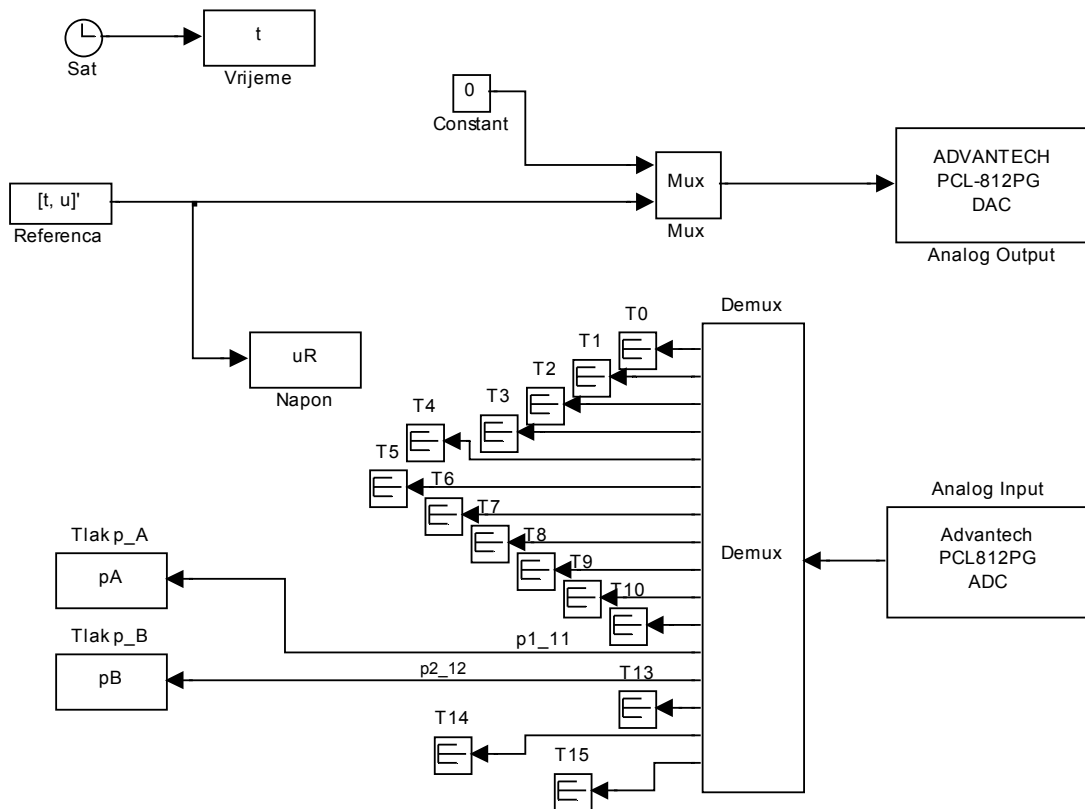 t
Sat
Vrijeme
0
Constant
ADVANTECH
PCL-812PG
DAC
Mux
Mux
[t, u]'
Referenca
Analog Output
Demux
T0
T1
uR
T2
Napon
T3
T4
T5
T6
Analog Input
T7
Tlak p_A
Advantech
PCL812PG
ADC
T8
Demux
pA
T9
T10
Tlak p_B
p1_11
pB
p2_12
T13
T14
T15